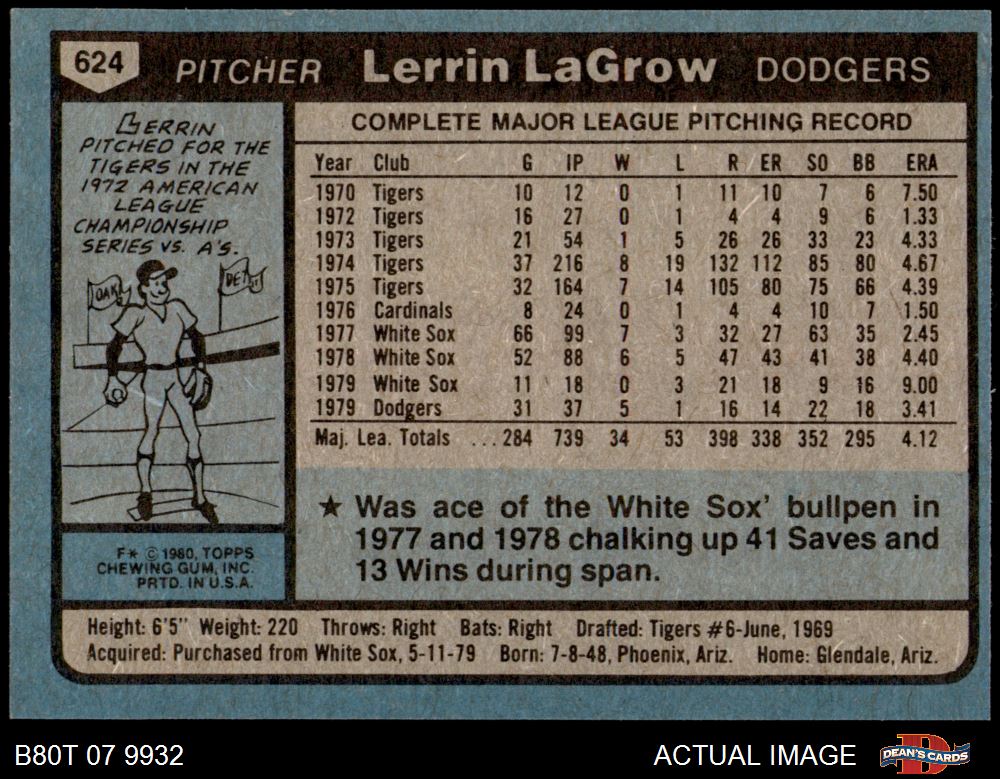 624 PITCHER Lerrin LaGrow DODGERS
LERRIN
PITCHED FOR THE
TIGERS IN THE
1972 AMERICAN
LEAGUE
CHAMPIONSHIP
SERIES VS. A'S.
OAK
DET
F* © 1980, TOPPS
CHEWING GUM, INC.
PRTD. IN U.S.A.
COMPLETE MAJOR LEAGUE PITCHING RECORD
Year Club G IP W L R ER SO BB ERA
1970 Tigers 10 12 0 1 11 10 7 6 7.50
1972 Tigers 16 27 0 1 4 4 9 6 1.33
1973 Tigers 21 54 1 5 26 26 33 23 4.33
1974 Tigers 37 216 8 19 132 112 85 80 4.67
1975 Tigers 32 164 7 14 105 80 75 66 4.39
1976 Cardinals 8 24 0 1 4 4 10 7 1.50
1977 White Sox 66 99 7 3 32 27 63 35 2.45
1978 White Sox 52 88 6 5 47 43 41 38 4.40
1979 White Sox 11 18 0 3 21 18 9 16 9.00
1979 Dodgers 31 37 5 1 16 14 22 18 3.41
Maj. Lea. Totals ...284 739 34 53 398 338 352 295 4.12
★ Was ace of the White Sox' bullpen in
1977 and 1978 chalking up 41 Saves and
13 Wins during span.
Height: 6'5" Weight: 220 Throws: Right Bats: Right Drafted: Tigers #6-June, 1969
Acquired: Purchased from White Sox, 5-11-79 Born: 7-8-48, Phoenix, Ariz. Home: Glendale, Ariz.
B80T 07 9932 ACTUAL IMAGE DEAN'S CARDS